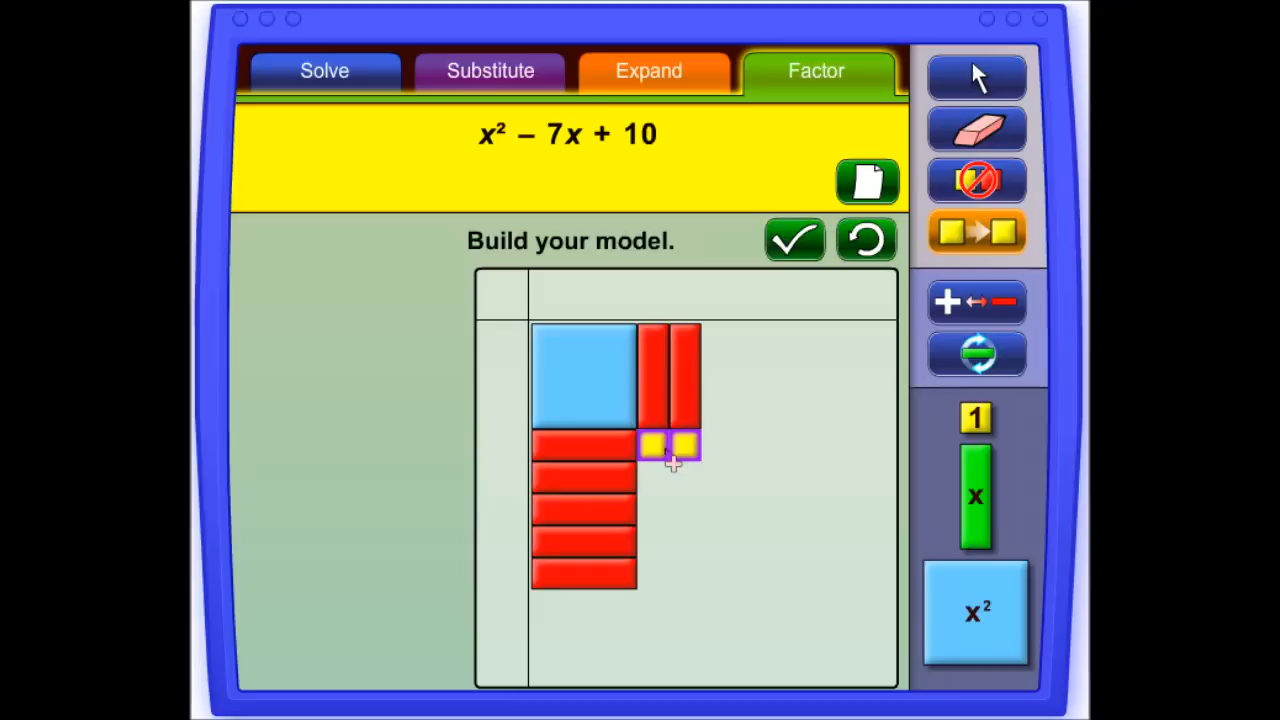 Solve Substitute Expand Factor
x² – 7x + 10
Build your model.
1
x
x²